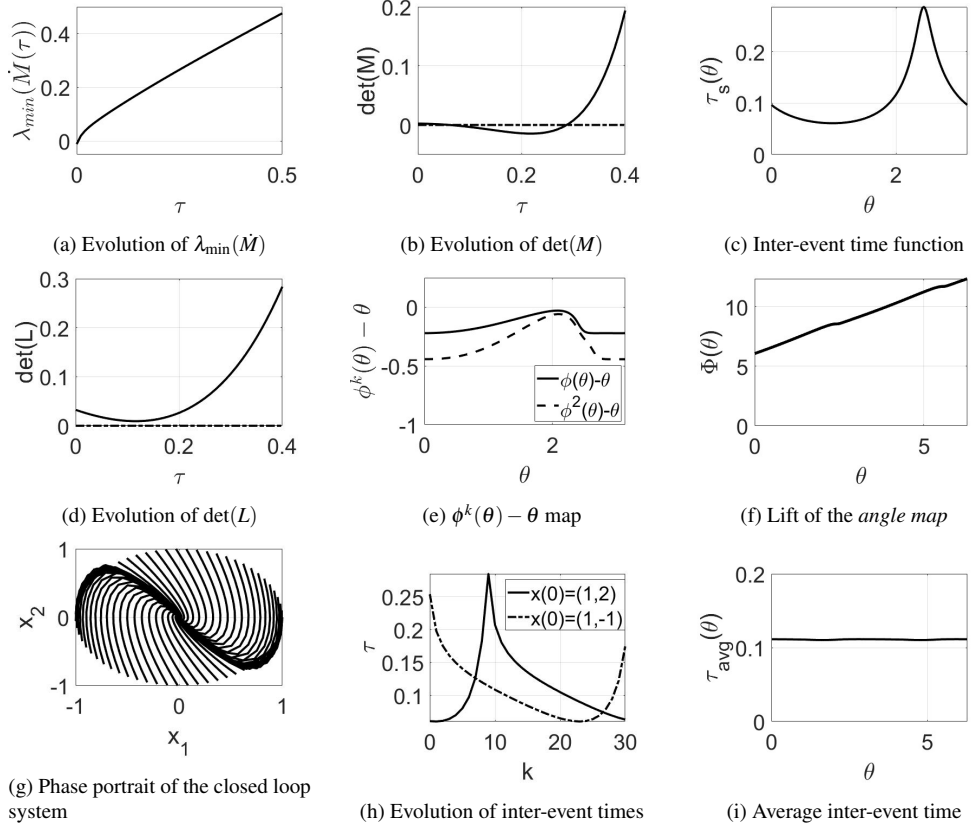 λ_min(Ṁ(τ))
0.4
0.2
0
0
0.5
τ
(a) Evolution of λ_min(Ṁ)
det(M)
0.2
0.1
0
0
0.2
0.4
τ
(b) Evolution of det(M)
τ_s(θ)
0.2
0.1
0
0
2
θ
(c) Inter-event time function
det(L)
0.3
0.2
0.1
0
0
0.2
0.4
τ
(d) Evolution of det(L)
ϕ^k(θ) − θ
0
-0.5
-1
0
2
θ
ϕ(θ)-θ
ϕ^2(θ)-θ
(e) ϕ^k(θ) − θ map
Φ(θ)
10
5
0
0
5
θ
(f) Lift of the angle map
x_2
1
0
-1
-1
0
1
x_1
(g) Phase portrait of the closed loop
system
τ
0.25
0.2
0.15
0.1
0
10
20
30
k
x(0)=(1,2)
x(0)=(1,-1)
(h) Evolution of inter-event times
τ_avg(θ)
0.2
0.1
0
0
5
θ
(i) Average inter-event time